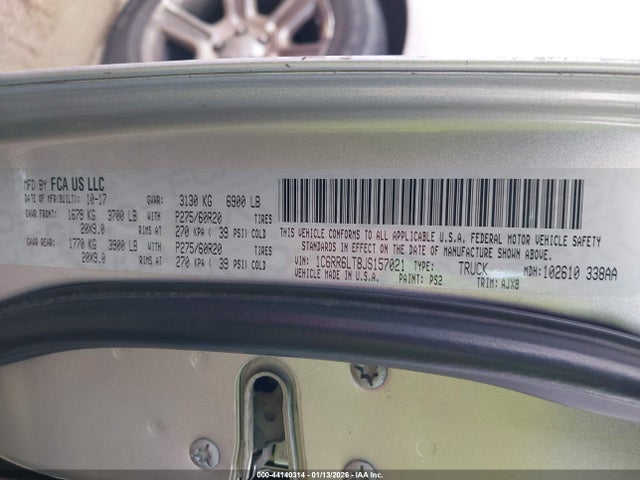 MFD BY FCA US LLC
DATE OF MFR(BUILT): 10-17 GVWR: 3130 KG 6900 LB
GAWR FRONT: 1679 KG 3700 LB WITH P275/60R20 TIRES
20X9.0 RIMS AT 270 KPA ( 39 PSI) COLD
GAWR REAR: 1770 KG 3900 LB WITH P275/60R20 TIRES
20X9.0 RIMS AT 270 KPA ( 39 PSI) COLD
THIS VEHICLE CONFORMS TO ALL APPLICABLE U.S.A. FEDERAL MOTOR VEHICLE SAFETY
STANDARDS IN EFFECT ON THE DATE OF MANUFACTURE SHOWN ABOVE.
VIN: 1C6RR6LT8JS157021 TYPE: TRUCK MDH: 102610 338AA
VEHICLE MADE IN U.S.A. PAINT: PS2 TRIM: AJX8
000-44140314 - 01/13/2026 - IAAI.COM